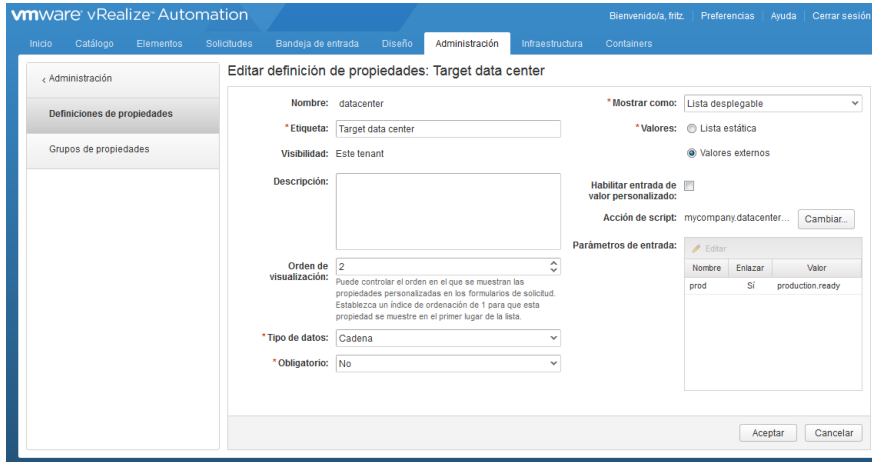 vmware vRealize Automation
Bienvenido/a, fritz. Preferencias Ayuda Cerrar sesión
Inicio Catálogo Elementos Solicitudes Bandeja de entrada Diseño Administración Infraestructura Containers
‹ Administración
Definiciones de propiedades
Grupos de propiedades
Editar definición de propiedades: Target data center
Nombre: datacenter
* Etiqueta: Target data center
Visibilidad: Este tenant
Descripción:
Orden de visualización: 2
Puede controlar el orden en el que se muestran las
propiedades personalizadas en los formularios de solicitud.
Establezca un índice de ordenación de 1 para que esta
propiedad se muestre en el primer lugar de la lista.
* Tipo de datos: Cadena
* Obligatorio: No
* Mostrar como: Lista desplegable
* Valores: Lista estática
Valores externos
Habilitar entrada de
valor personalizado:
Acción de script: mycompany.datacenter... Cambiar...
Parámetros de entrada: Editar
Nombre Enlazar Valor
prod Sí production.ready
Aceptar Cancelar